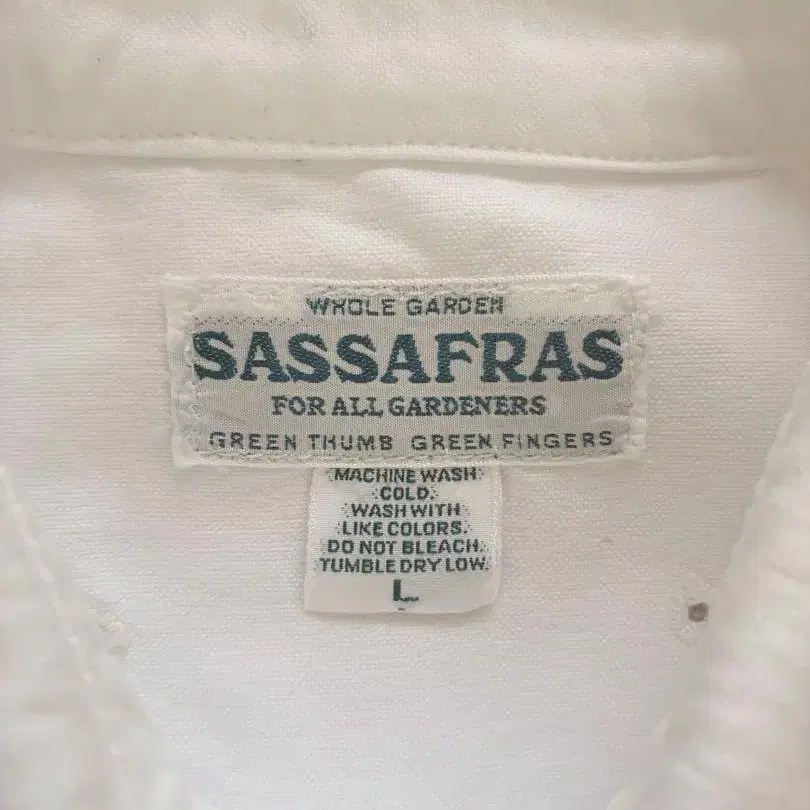 WHOLE GARDEN
SASSAFRAS
FOR ALL GARDENERS
GREEN THUMB GREEN FINGERS
MACHINE WASH
COLD.
WASH WITH
LIKE COLORS.
DO NOT BLEACH.
TUMBLE DRY LOW.
L